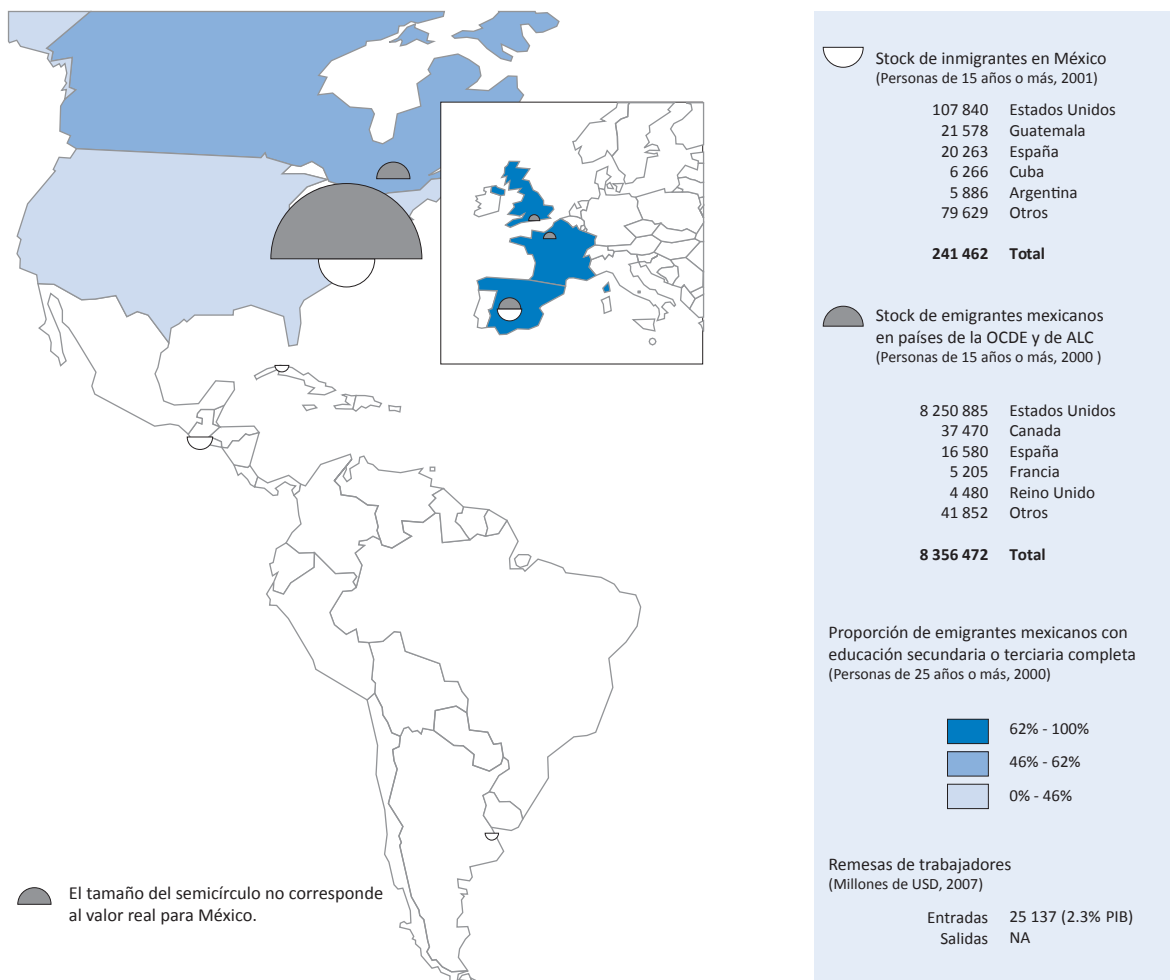 Stock de inmigrantes en México
(Personas de 15 años o más, 2001)
107 840 Estados Unidos
21 578 Guatemala
20 263 España
6 266 Cuba
5 886 Argentina
79 629 Otros
241 462 Total
Stock de emigrantes mexicanos
en países de la OCDE y de ALC
(Personas de 15 años o más, 2000 )
8 250 885 Estados Unidos
37 470 Canada
16 580 España
5 205 Francia
4 480 Reino Unido
41 852 Otros
8 356 472 Total
Proporción de emigrantes mexicanos con
educación secundaria o terciaria completa
(Personas de 25 años o más, 2000)
62% - 100%
46% - 62%
0% - 46%
Remesas de trabajadores
(Millones de USD, 2007)
Entradas 25 137 (2.3% PIB)
Salidas NA
El tamaño del semicírculo no corresponde
al valor real para México.